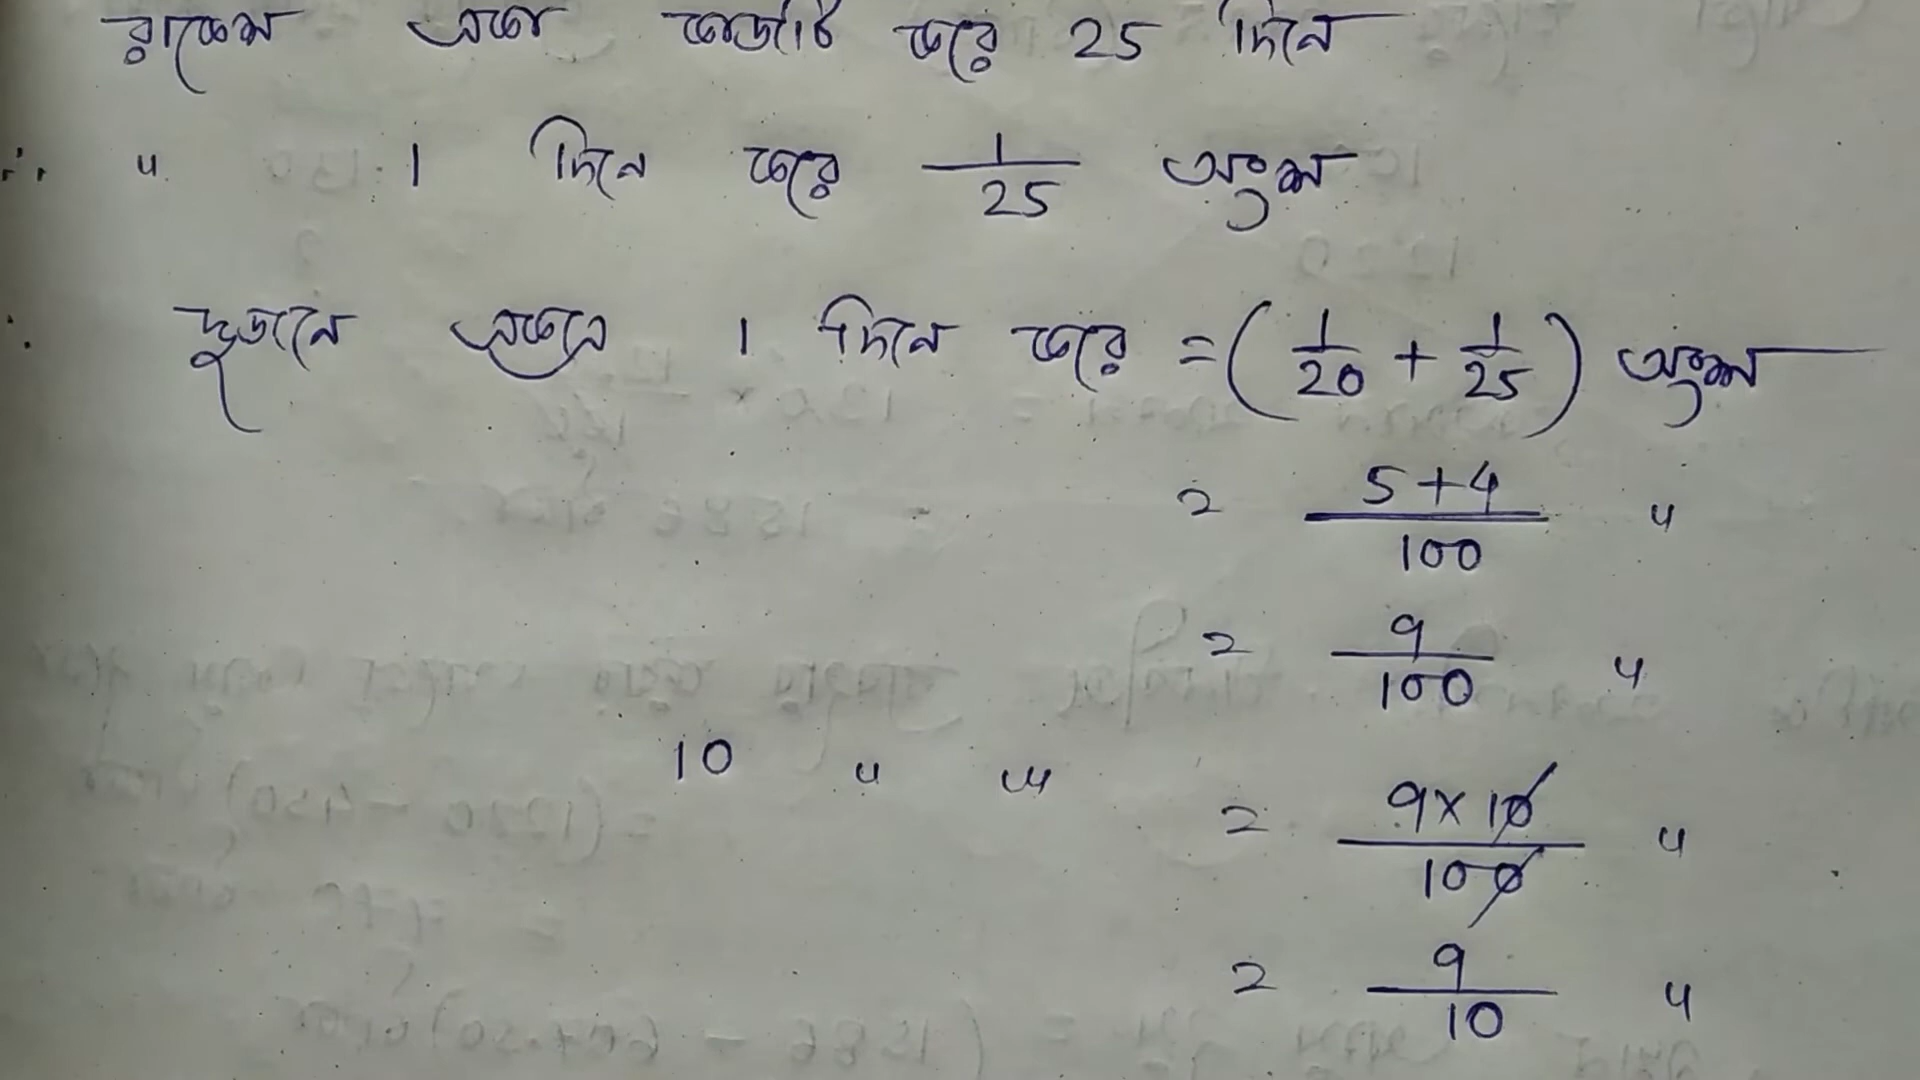 রাকেশ একা কাজটি করে 25 দিনে
∴ " 1 দিনে করে 1/25 অংশ
∴ দুজনে একত্রে 1 দিনে করে = (1/20 + 1/25) অংশ
= 5+4/100 "
= 9/100 "
10 " " = 9×10/100 "
= 9/10 "